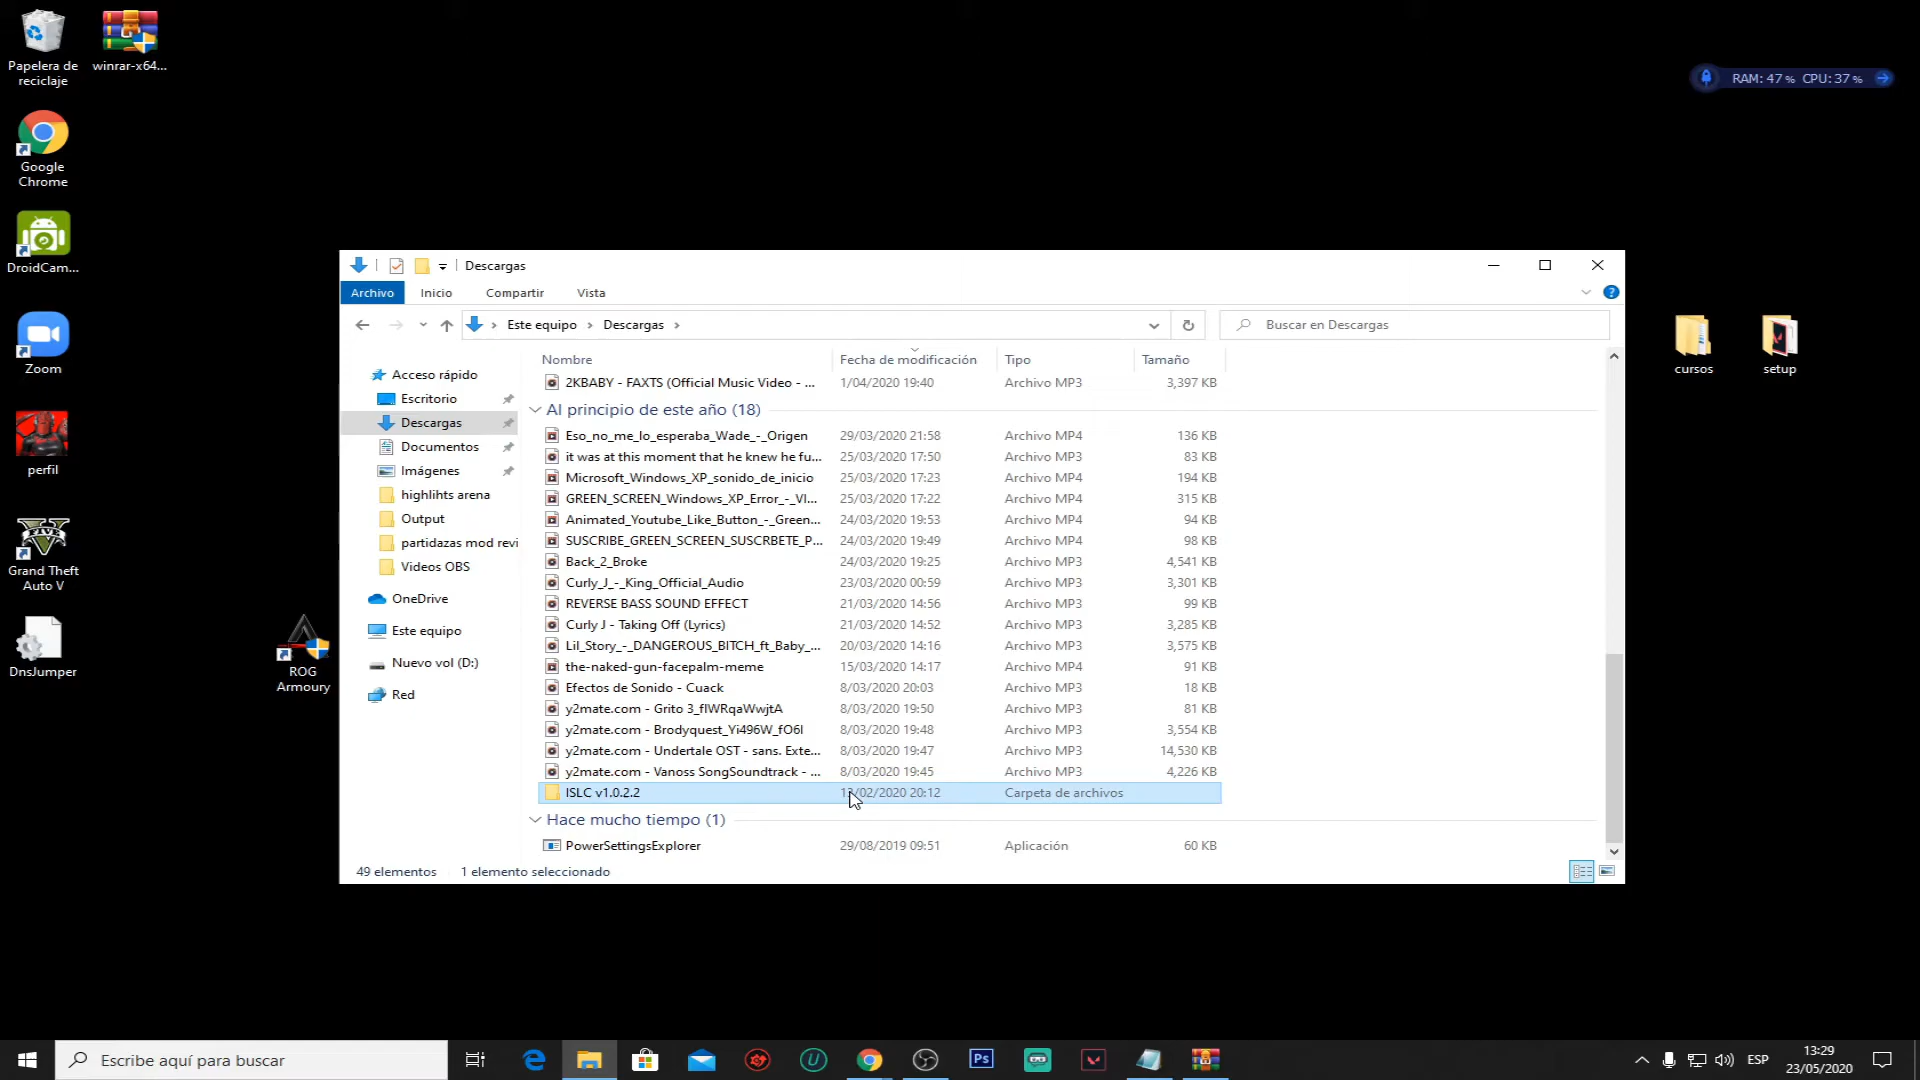 Papelera de
reciclaje
winrar-x64...
Google
Chrome
DroidCam...
Zoom
perfil
FIVE
Grand Theft
Auto V
DnsJumper
ROG
Armoury
RAM: 47 % CPU: 37 %
cursos
setup
Descargas
Archivo
Inicio
Compartir
Vista
?
Este equipo
Descargas
Buscar en Descargas
Acceso rápido
Escritorio
Descargas
Documentos
Imágenes
highlihts arena
Output
partidazas mod revi
Videos OBS
OneDrive
Este equipo
Nuevo vol (D:)
Red
Nombre Fecha de modificación Tipo Tamaño
2KBABY - FAXTS (Official Music Video - ... 1/04/2020 19:40 Archivo MP3 3,397 KB
Al principio de este año (18)
Eso_no_me_lo_esperaba_Wade_-_Origen 29/03/2020 21:58 Archivo MP4 136 KB
it was at this moment that he knew he fu... 25/03/2020 17:50 Archivo MP3 83 KB
Microsoft_Windows_XP_sonido_de_inicio 25/03/2020 17:23 Archivo MP4 194 KB
GREEN_SCREEN_Windows_XP_Error_-_VI... 25/03/2020 17:22 Archivo MP4 315 KB
Animated_Youtube_Like_Button_-_Green... 24/03/2020 19:53 Archivo MP4 94 KB
SUSCRIBE_GREEN_SCREEN_SUSCRBETE_P... 24/03/2020 19:49 Archivo MP4 98 KB
Back_2_Broke 24/03/2020 19:25 Archivo MP3 4,541 KB
Curly_J_-_King_Official_Audio 23/03/2020 00:59 Archivo MP3 3,301 KB
REVERSE BASS SOUND EFFECT 21/03/2020 14:56 Archivo MP3 99 KB
Curly J - Taking Off (Lyrics) 21/03/2020 14:52 Archivo MP3 3,285 KB
Lil_Story_-_DANGEROUS_BITCH_ft_Baby_... 20/03/2020 14:16 Archivo MP3 3,575 KB
the-naked-gun-facepalm-meme 15/03/2020 14:17 Archivo MP4 91 KB
Efectos de Sonido - Cuack 8/03/2020 20:03 Archivo MP3 18 KB
y2mate.com - Grito 3_fIWRqaWwjtA 8/03/2020 19:50 Archivo MP3 81 KB
y2mate.com - Brodyquest_Yi496W_fO6I 8/03/2020 19:48 Archivo MP3 3,554 KB
y2mate.com - Undertale OST - sans. Exte... 8/03/2020 19:47 Archivo MP3 14,530 KB
y2mate.com - Vanoss SongSoundtrack - ... 8/03/2020 19:45 Archivo MP3 4,226 KB
ISLC v1.0.2.2 /02/2020 20:12 Carpeta de archivos
Hace mucho tiempo (1)
PowerSettingsExplorer 29/08/2019 09:51 Aplicación 60 KB
49 elementos 1 elemento seleccionado
Escribe aquí para buscar
Ps
ESP
13:29
23/05/2020